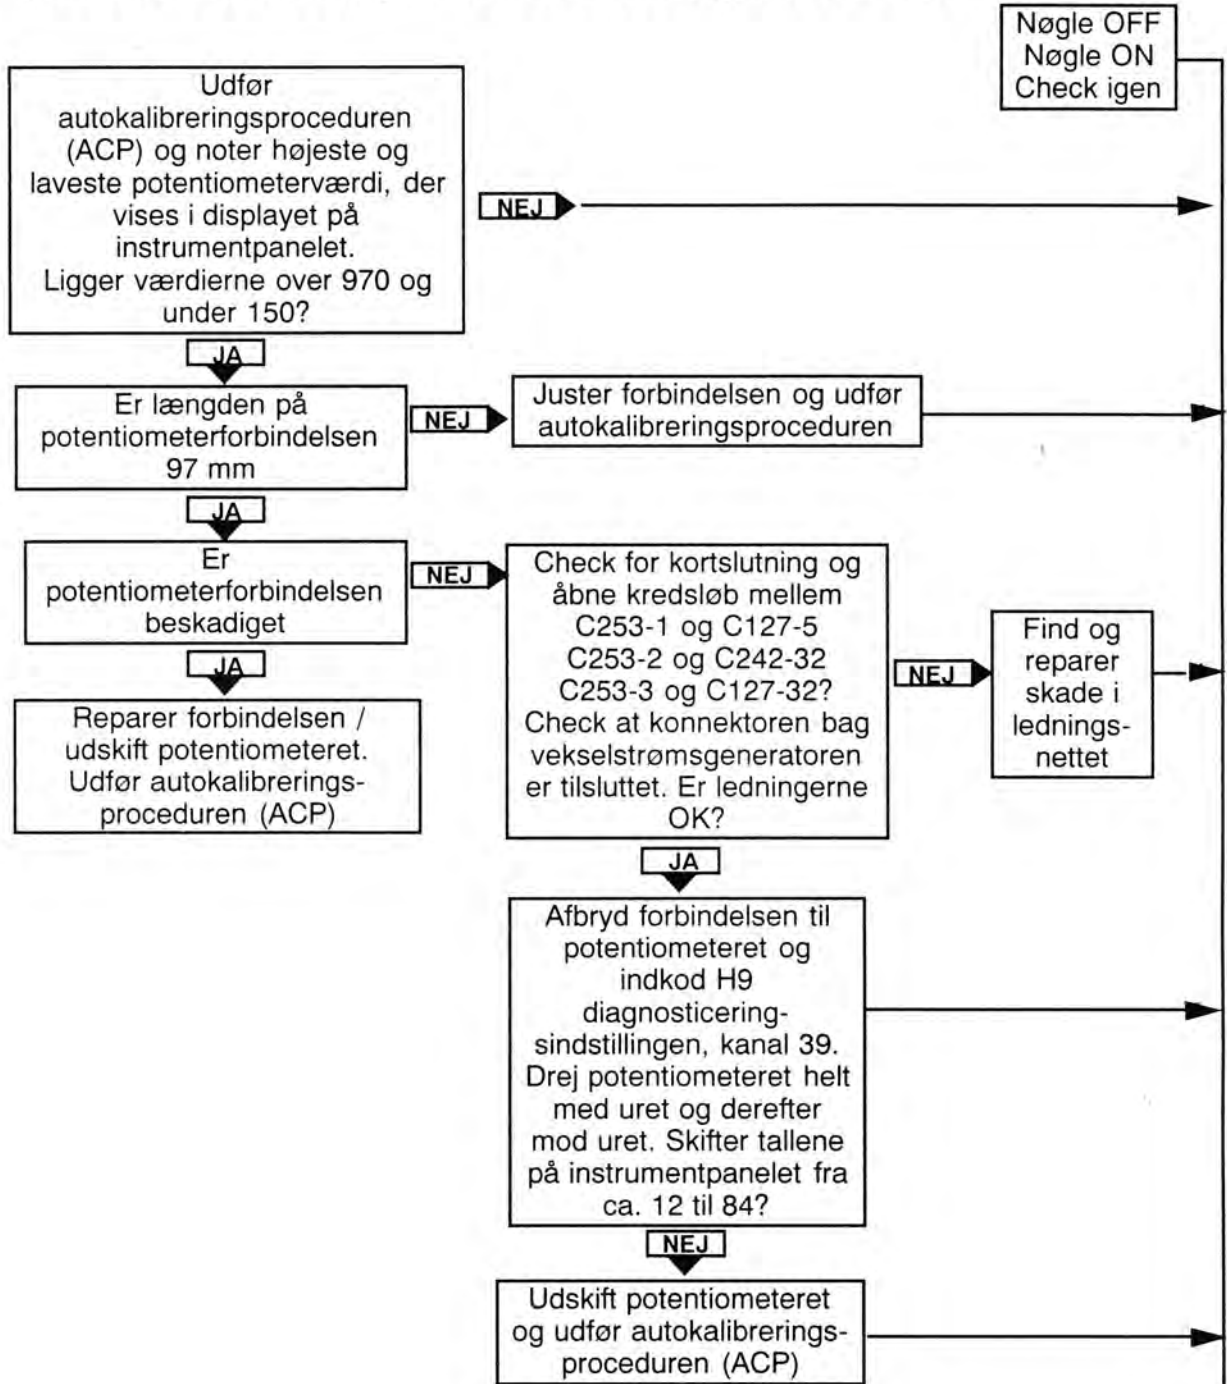 Nøgle OFF
Nøgle ON
Check igen
Udfør
autokalibreringsproceduren
(ACP) og noter højeste og
laveste potentiometerværdi, der
vises i displayet på
instrumentpanelet.
Ligger værdierne over 970 og
under 150?
NEJ
JA
Er længden på
potentiometerforbindelsen
97 mm
NEJ
Juster forbindelsen og udfør
autokalibreringsproceduren
JA
Er
potentiometerforbindelsen
beskadiget
NEJ
Check for kortslutning og
åbne kredsløb mellem
C253-1 og C127-5
C253-2 og C242-32
C253-3 og C127-32?
Check at konnektoren bag
vekselstrømsgeneratoren
er tilsluttet. Er ledningerne
OK?
NEJ
Find og
reparer
skade i
lednings-
nettet
JA
Reparer forbindelsen /
udskift potentiometeret.
Udfør autokalibrerings-
proceduren (ACP)
JA
Afbryd forbindelsen til
potentiometeret og
indkod H9
diagnosticering-
sindstillingen, kanal 39.
Drej potentiometeret helt
med uret og derefter
mod uret. Skifter tallene
på instrumentpanelet fra
ca. 12 til 84?
NEJ
Udskift potentiometeret
og udfør autokalibrerings-
proceduren (ACP)